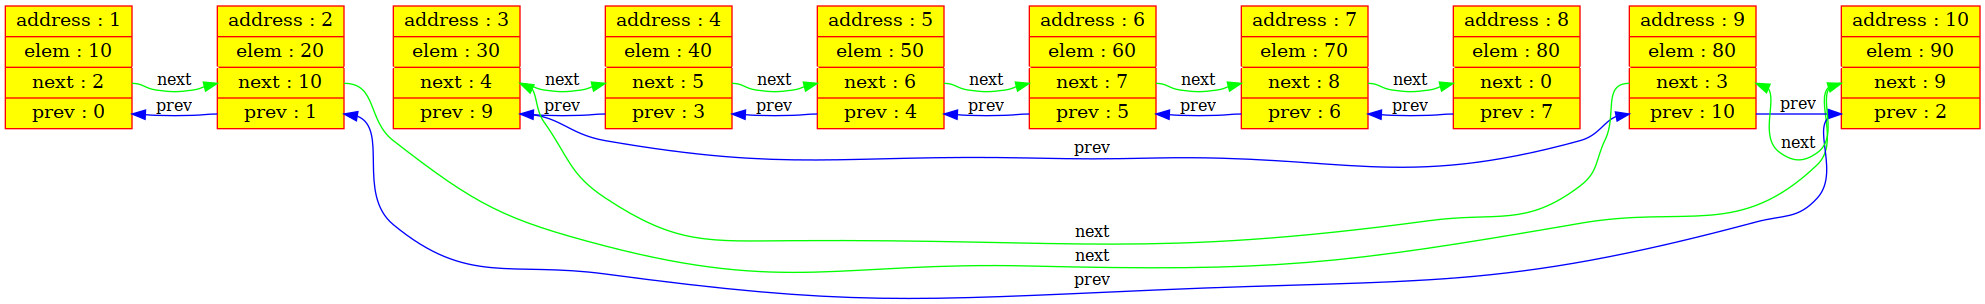 address : 1
elem : 10
next : 2
prev : 0
next
prev
address : 2
elem : 20
next : 10
prev : 1
address : 3
elem : 30
next : 4
prev : 9
next
prev
address : 4
elem : 40
next : 5
prev : 3
next
prev
address : 5
elem : 50
next : 6
prev : 4
next
prev
address : 6
elem : 60
next : 7
prev : 5
next
prev
address : 7
elem : 70
next : 8
prev : 6
next
prev
address : 8
elem : 80
next : 0
prev : 7
address : 9
elem : 80
next : 3
prev : 10
prev
next
address : 10
elem : 90
next : 9
prev : 2
prev
next
next
prev